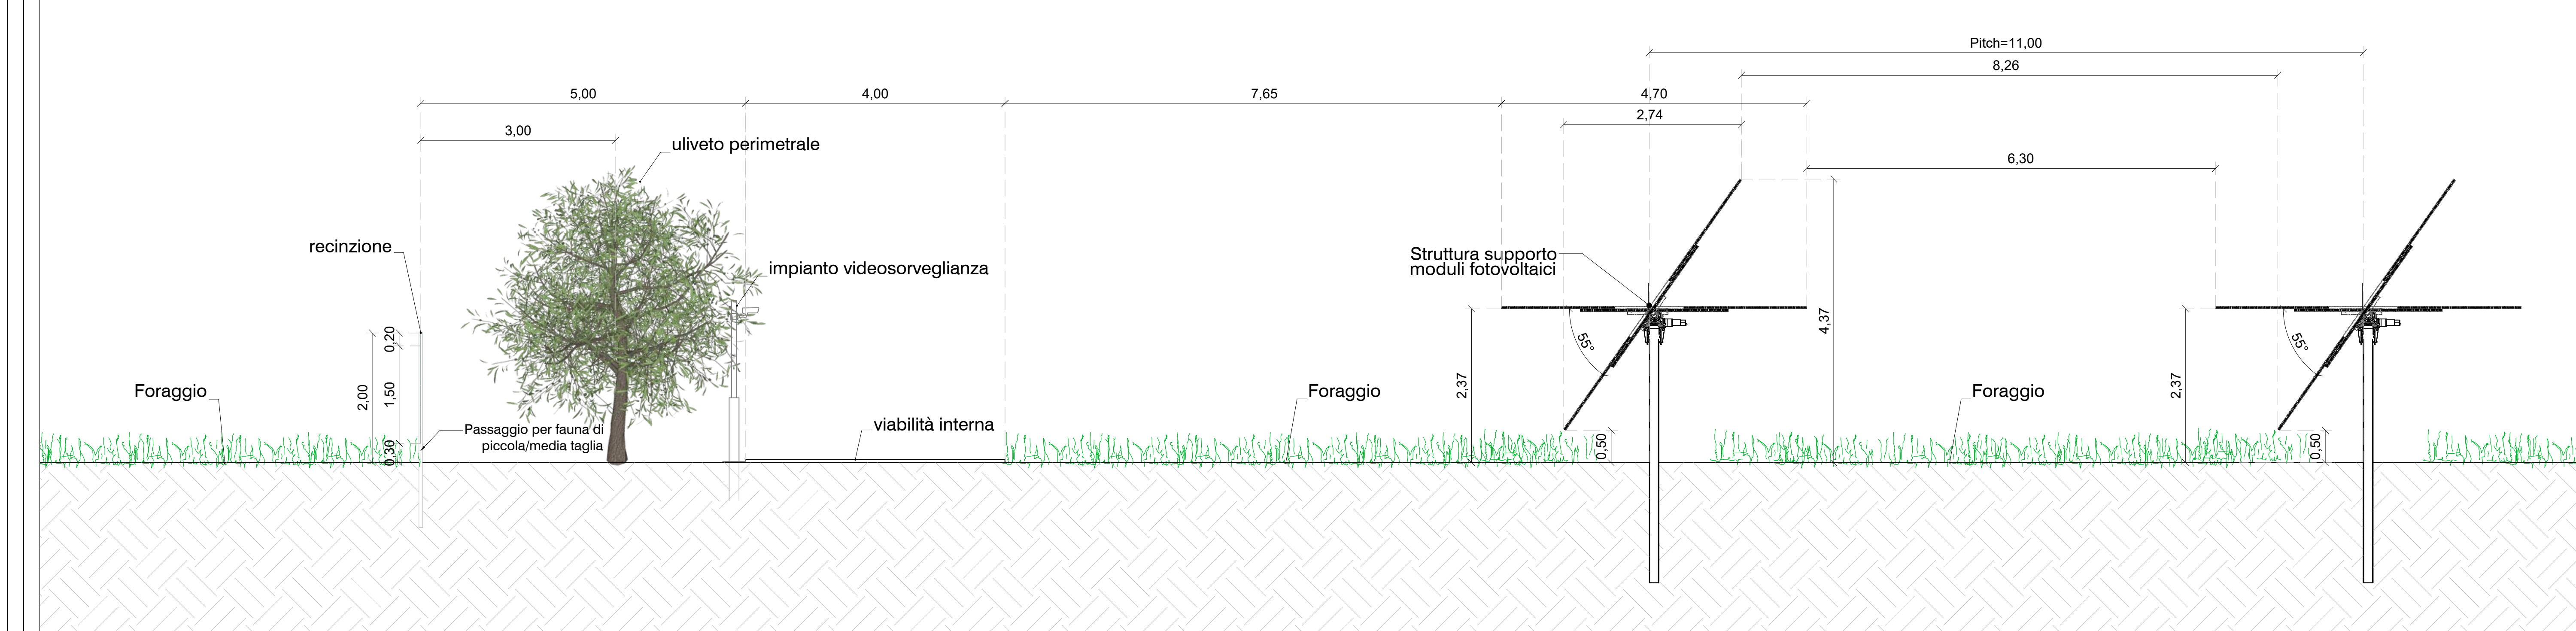 Pitch=11,00
8,26
5,00
4,00
7,65
4,70
2,74
3,00
uliveto perimetrale
6,30
recinzione
impianto videosorveglianza
Struttura supporto
moduli fotovoltaici
4,37
0,20
2,00
1,50
0,30
55°
55°
2,37
2,37
Foraggio
Foraggio
Foraggio
Passaggio per fauna di
piccola/media taglia
viabilità interna
0,50
0,50